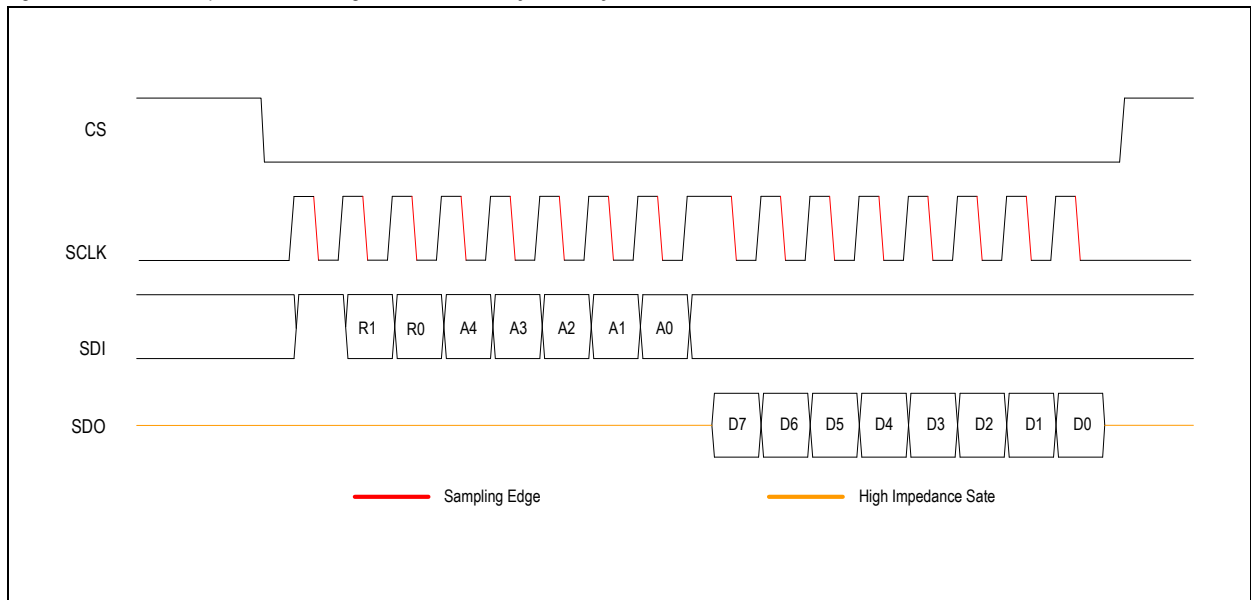 CS
SCLK
SDI
R1 R0 A4 A3 A2 A1 A0
SDO
D7 D6 D5 D4 D3 D2 D1 D0
Sampling Edge
High Impedance Sate